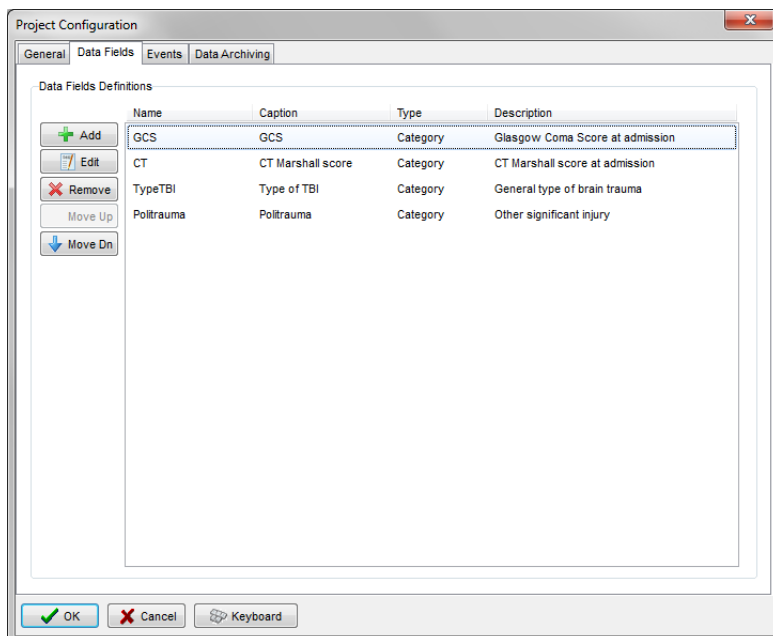 Project Configuration
X
General Data Fields Events Data Archiving
Data Fields Definitions
Name Caption Type Description
Add GCS GCS Category Glasgow Coma Score at admission
Edit CT CT Marshall score Category CT Marshall score at admission
Remove TypeTBI Type of TBI Category General type of brain trauma
Move Up Politrauma Politrauma Category Other significant injury
Move Dn
OK Cancel Keyboard